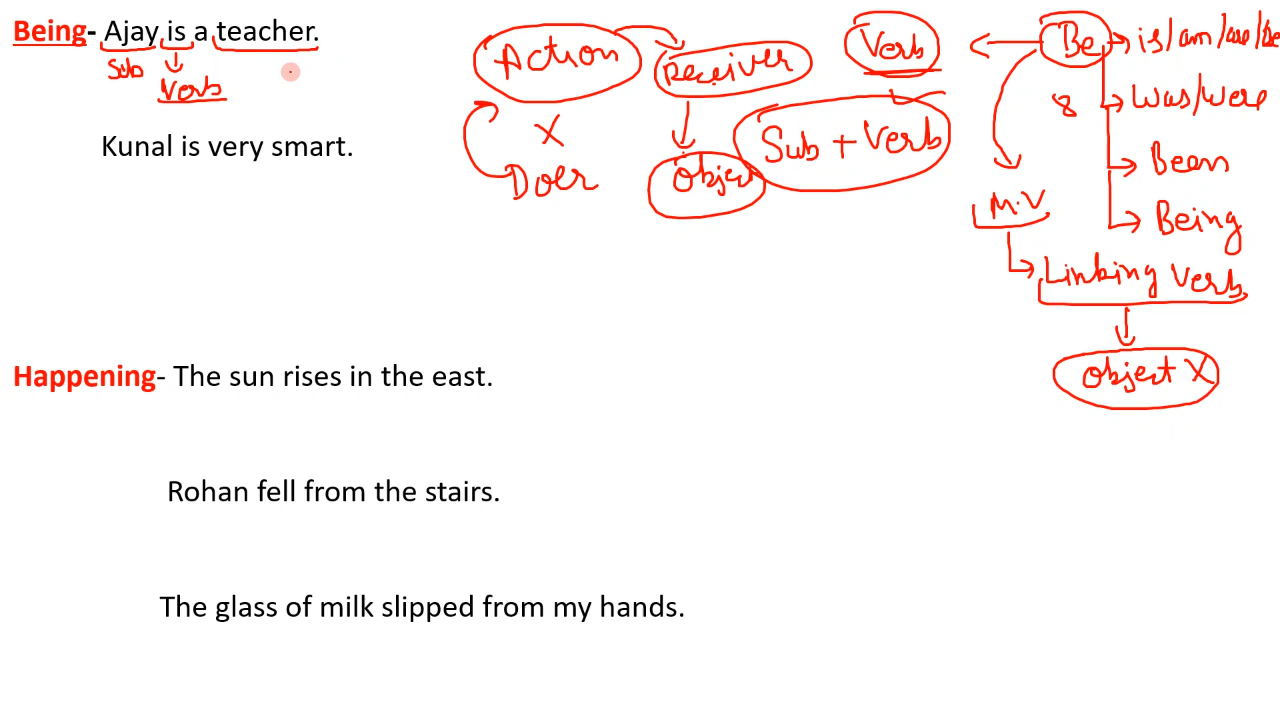 Being- Ajay is a teacher.
Sub
Verb
Kunal is very smart.
Action
Receiver
X
Doer
Object
Verb
Sub + Verb
Be
is/am/are/be
8
Was/Were
Been
Being
M.V
Linking Verb
Object X
Happening- The sun rises in the east.
Rohan fell from the stairs.
The glass of milk slipped from my hands.